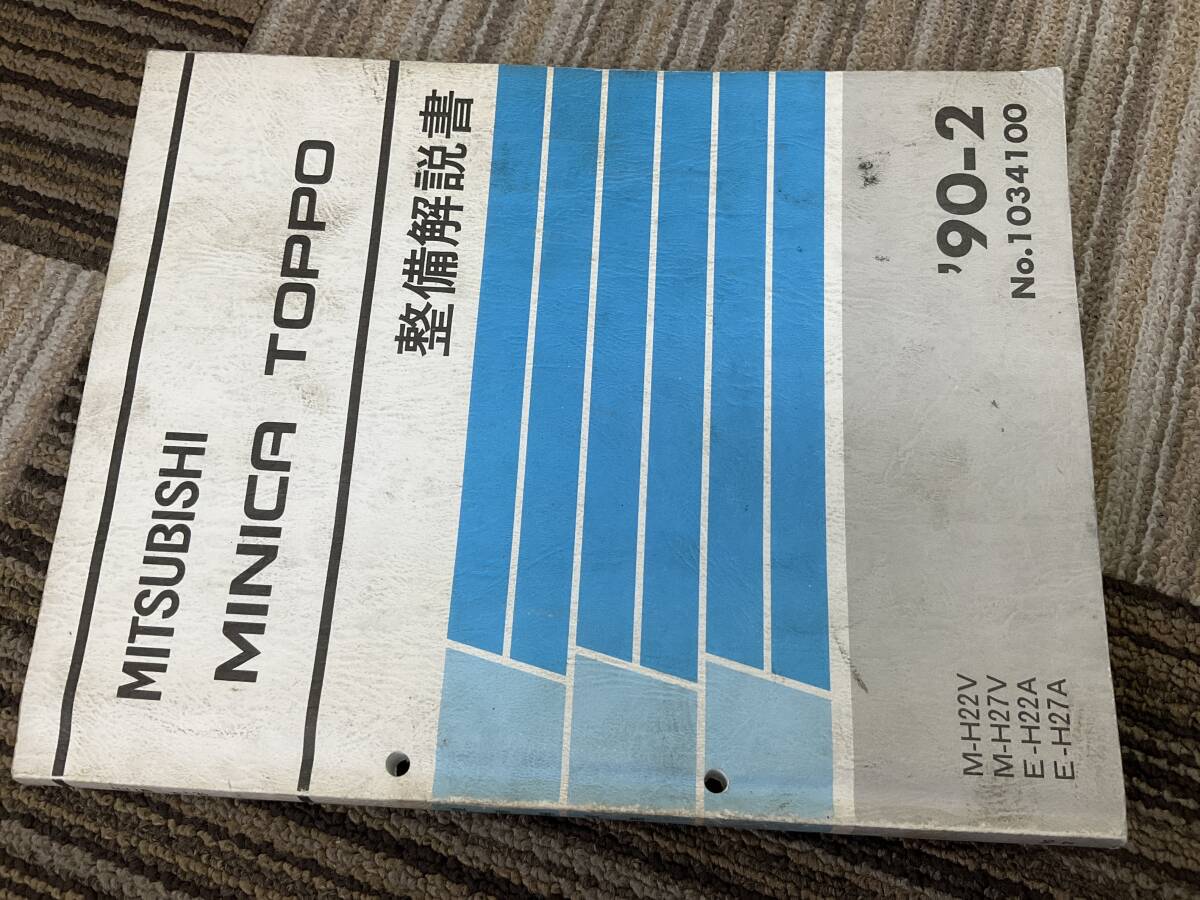 MITSUBISHI
MINICA TOPPO
整備解説書
'90-2
No.1034100
M-H22V
M-H27V
E-H22A
E-H27A